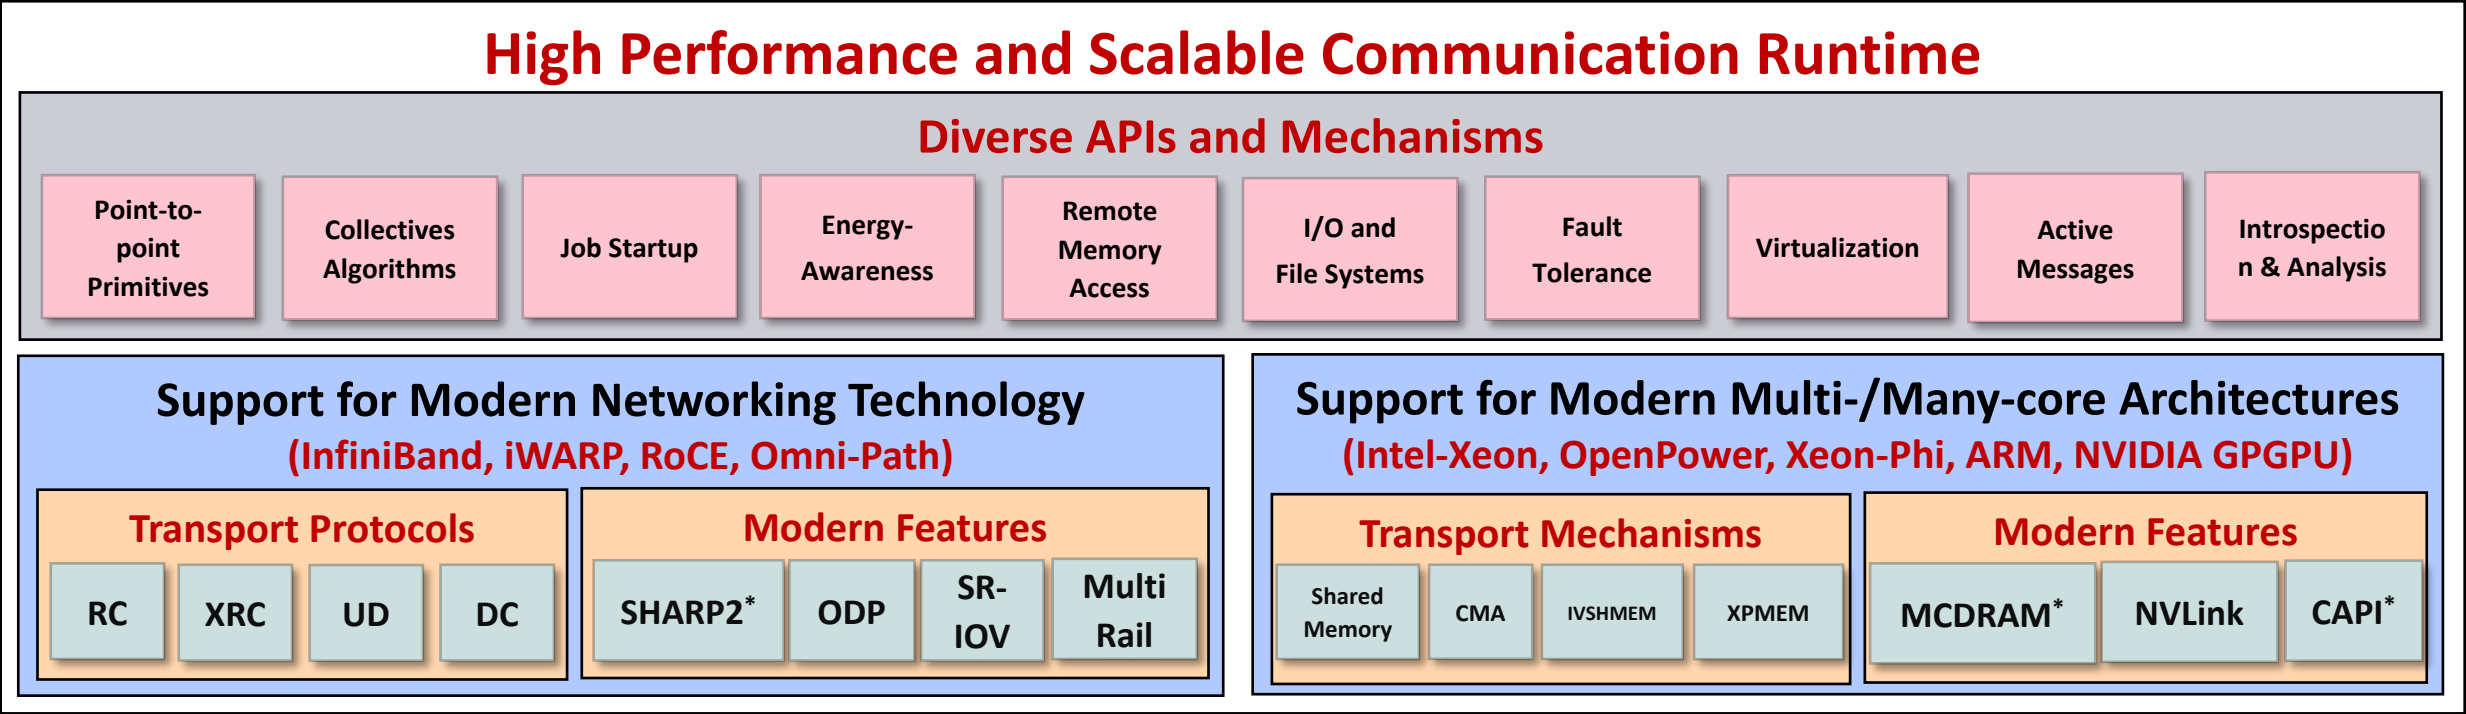 High Performance and Scalable Communication Runtime
Diverse APIs and Mechanisms
Point-to-
point
Primitives
Collectives
Algorithms
Job Startup
Energy-
Awareness
Remote
Memory
Access
I/O and
File Systems
Fault
Tolerance
Virtualization
Active
Messages
Introspectio
n & Analysis
Support for Modern Networking Technology
(InfiniBand, iWARP, RoCE, Omni-Path)
Transport Protocols
RC
XRC
UD
DC
Modern Features
SHARP2*
ODP
SR-
IOV
Multi
Rail
Support for Modern Multi-/Many-core Architectures
(Intel-Xeon, OpenPower, Xeon-Phi, ARM, NVIDIA GPGPU)
Transport Mechanisms
Shared
Memory
CMA
IVSHMEM
XPMEM
Modern Features
MCDRAM*
NVLink
CAPI*